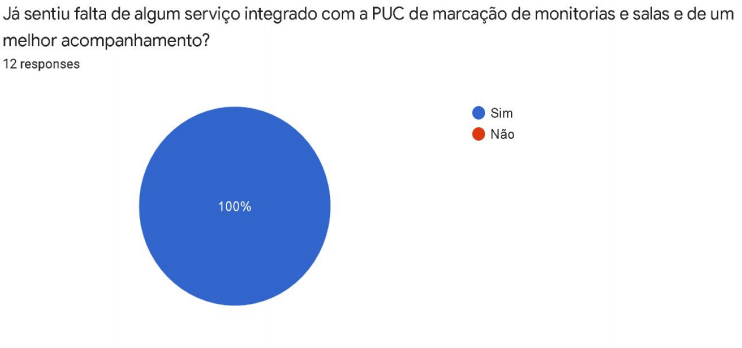 Já sentiu falta de algum serviço integrado com a PUC de marcação de monitorias e salas e de um
melhor acompanhamento?
12 responses
Sim
Não
100%